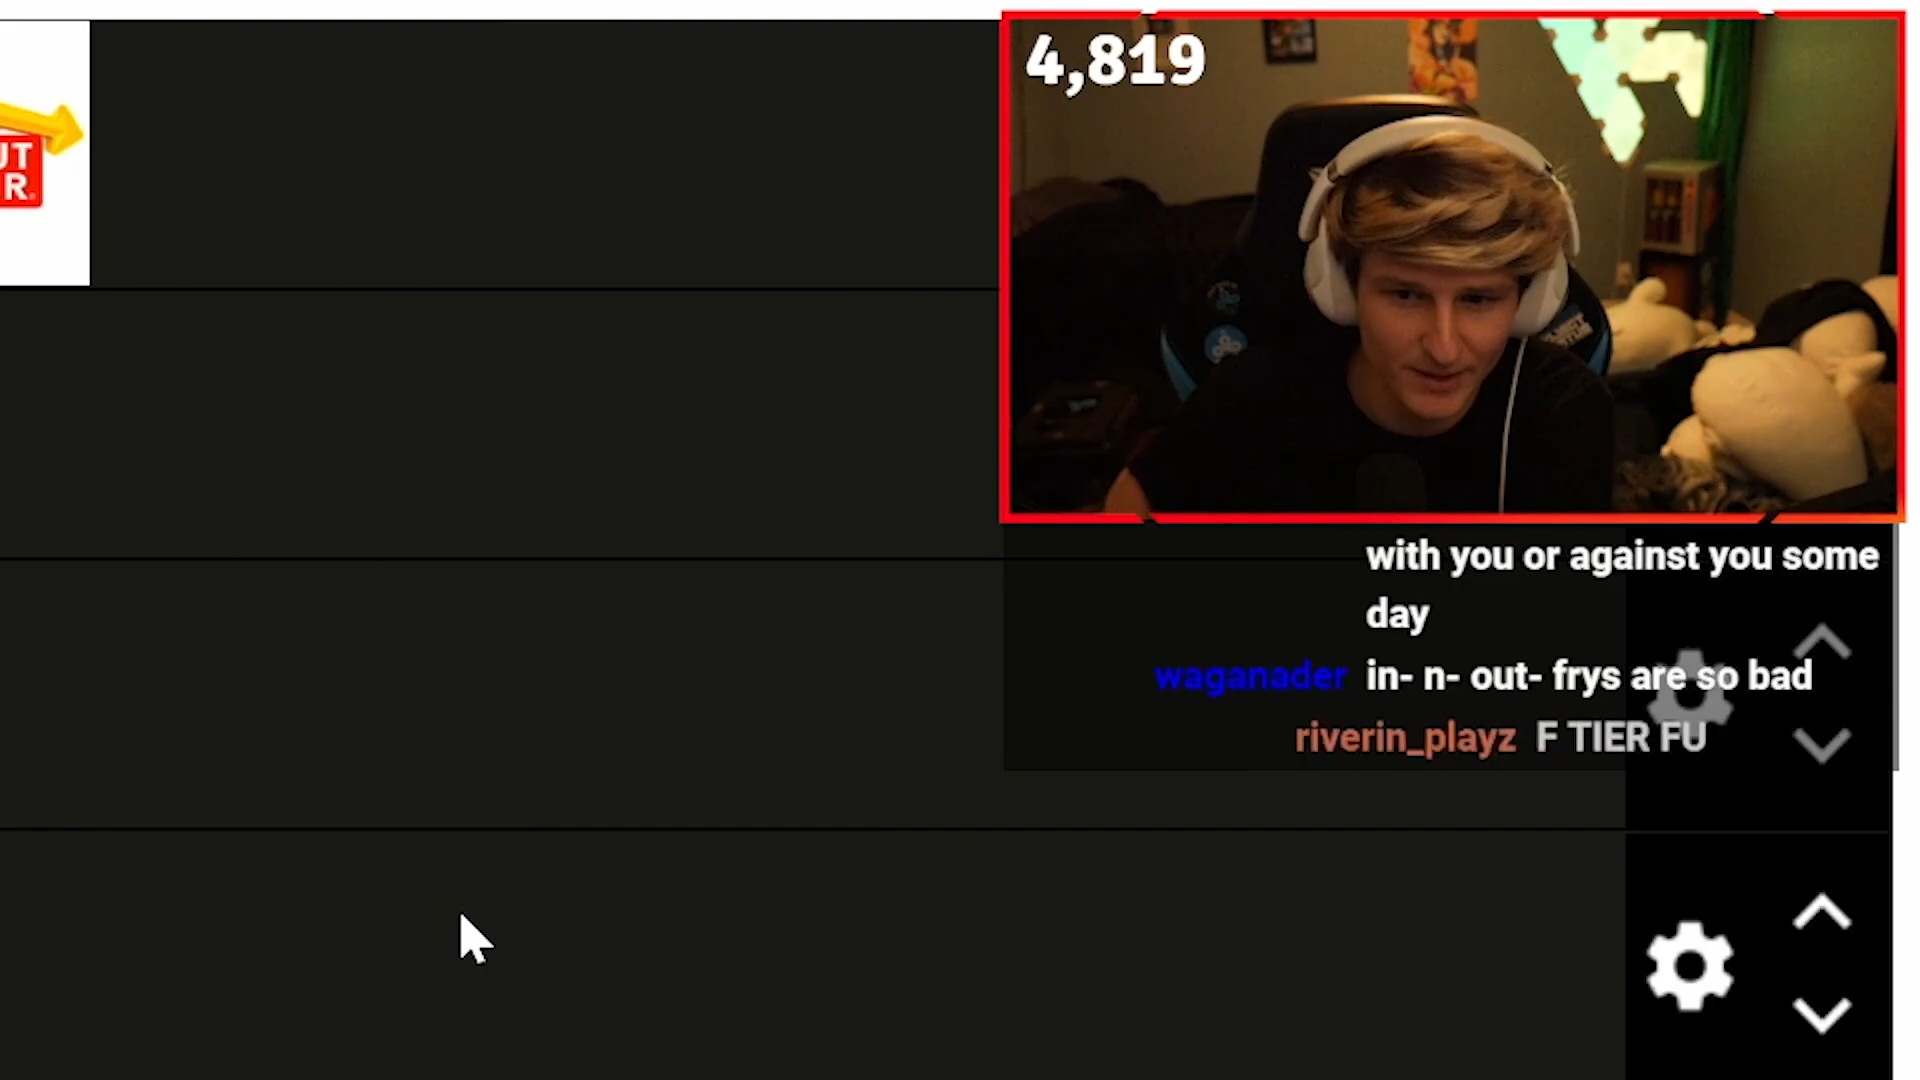 4,819
UT
R.
with you or against you some
day
waganader in- n- out- frys are so bad
riverin_playz F TIER FU